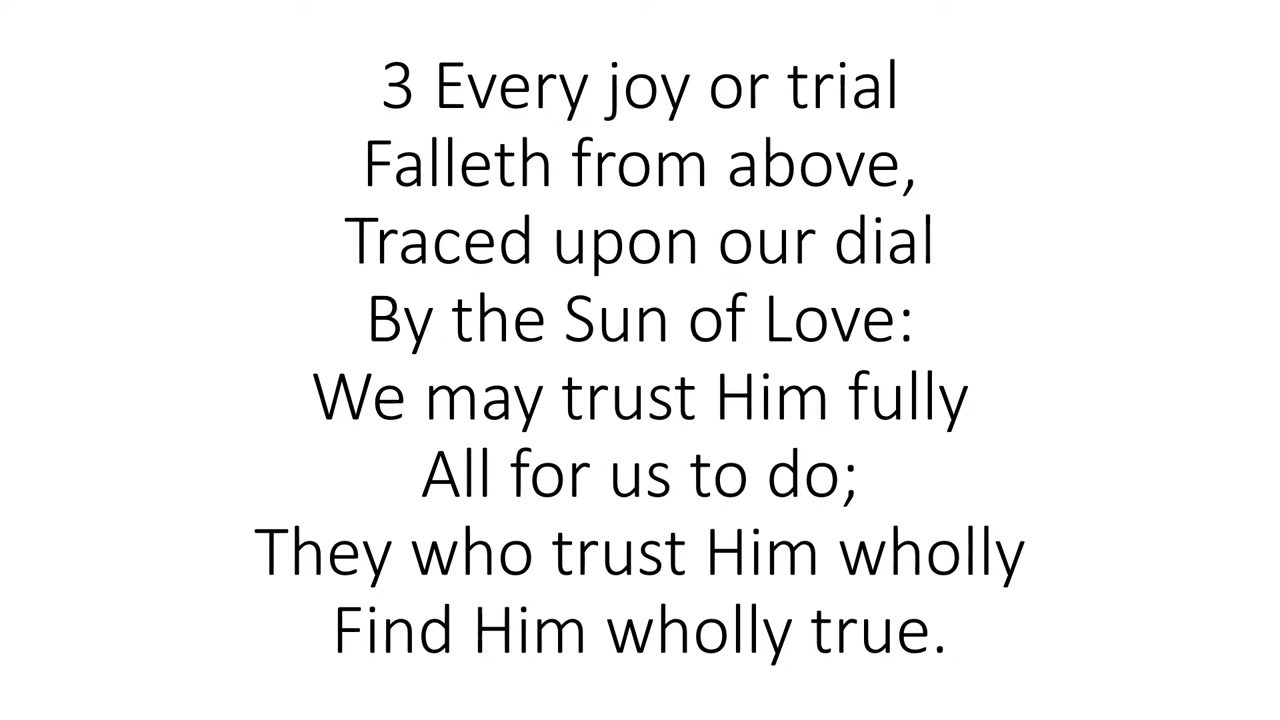 3 Every joy or trial
Falleth from above,
Traced upon our dial
By the Sun of Love:
We may trust Him fully
All for us to do;
They who trust Him wholly
Find Him wholly true.